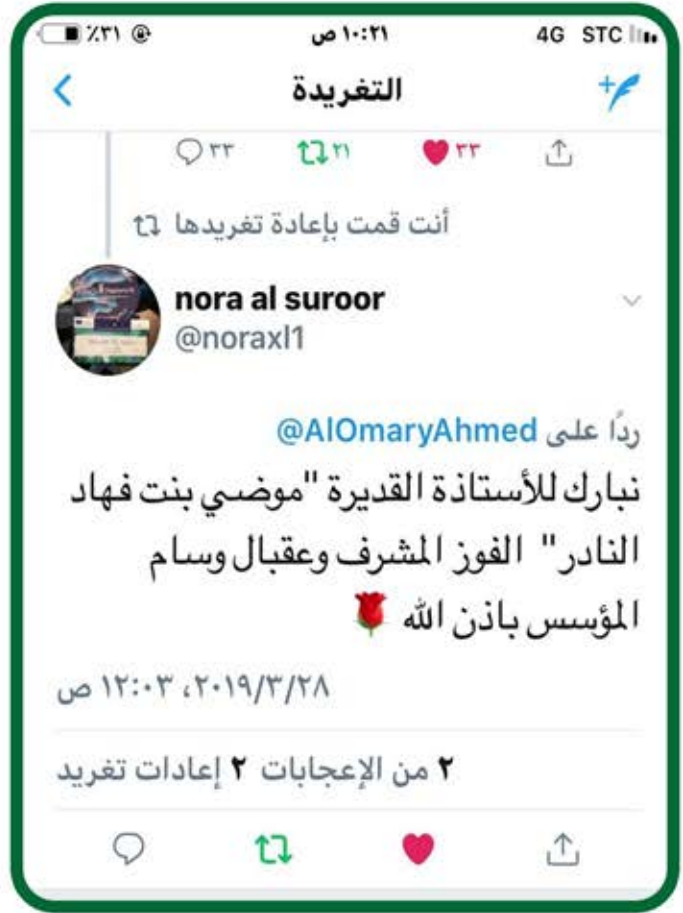 ٪٣١ ١٠:٢١ ص 4G STC
التغريدة
٣٣ ٢١ ٣٣
أنت قمت بإعادة تغريدها
nora al suroor
@noraxl1
ردًا على @AlOmaryAhmed
نبارك للأستاذة القديرة "موضي بنت فهاد
النادر" الفوز المشرف وعقبال وسام
المؤسس باذن الله 🌹
٢٠١٩/٣/٢٨، ١٢:٠٣ ص
٢ من الإعجابات ٢ إعادات تغريد